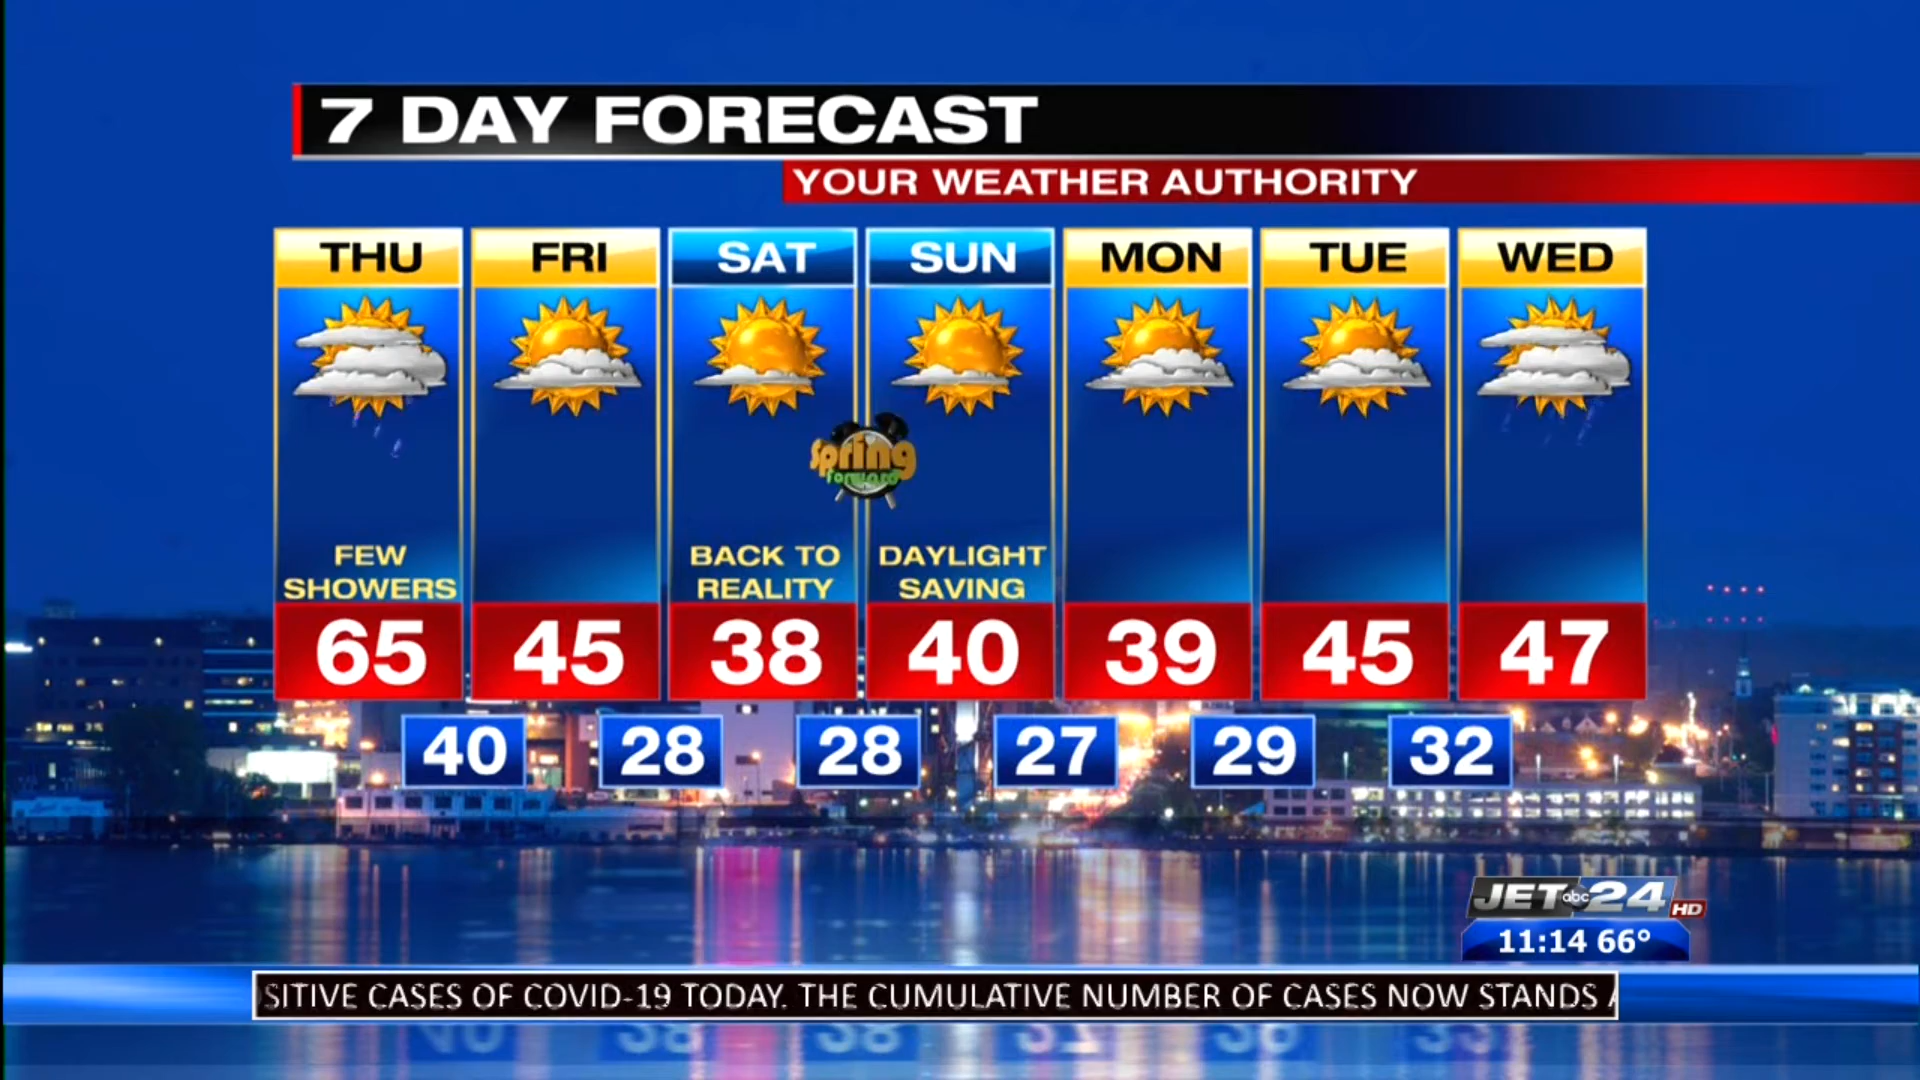 7 DAY FORECAST
YOUR WEATHER AUTHORITY
THU FRI SAT SUN MON TUE WED
spring
forward
FEW
SHOWERS
BACK TO
REALITY
DAYLIGHT
SAVING
65 45 38 40 39 45 47
40 28 28 27 29 32
JET abc 24 HD
11:14 66°
SITIVE CASES OF COVID-19 TODAY. THE CUMULATIVE NUMBER OF CASES NOW STANDS